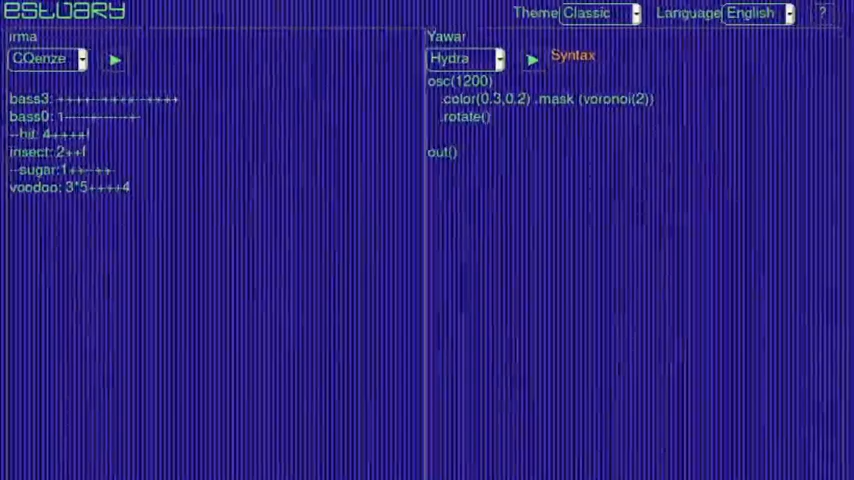 estuary
Theme Classic Language English ?
irma
CQenze
bass3: ++++--+++--+--++++
bass0: 1----+---+--
--hit: 4++++f
insect: 2++f
--sugar:1++-++-
voodoo: 3*5++++4
Yawar
Hydra Syntax
osc(1200)
.color(0.3,0.2) .mask (voronoi(2))
.rotate()
out()